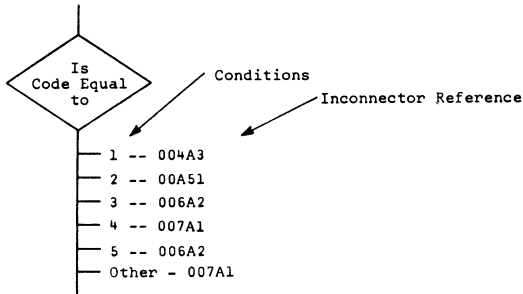 Is
Code Equal
to
Conditions
Inconnector Reference
1 -- 004A3
2 -- 00A51
3 -- 006A2
4 -- 007A1
5 -- 006A2
Other - 007A1